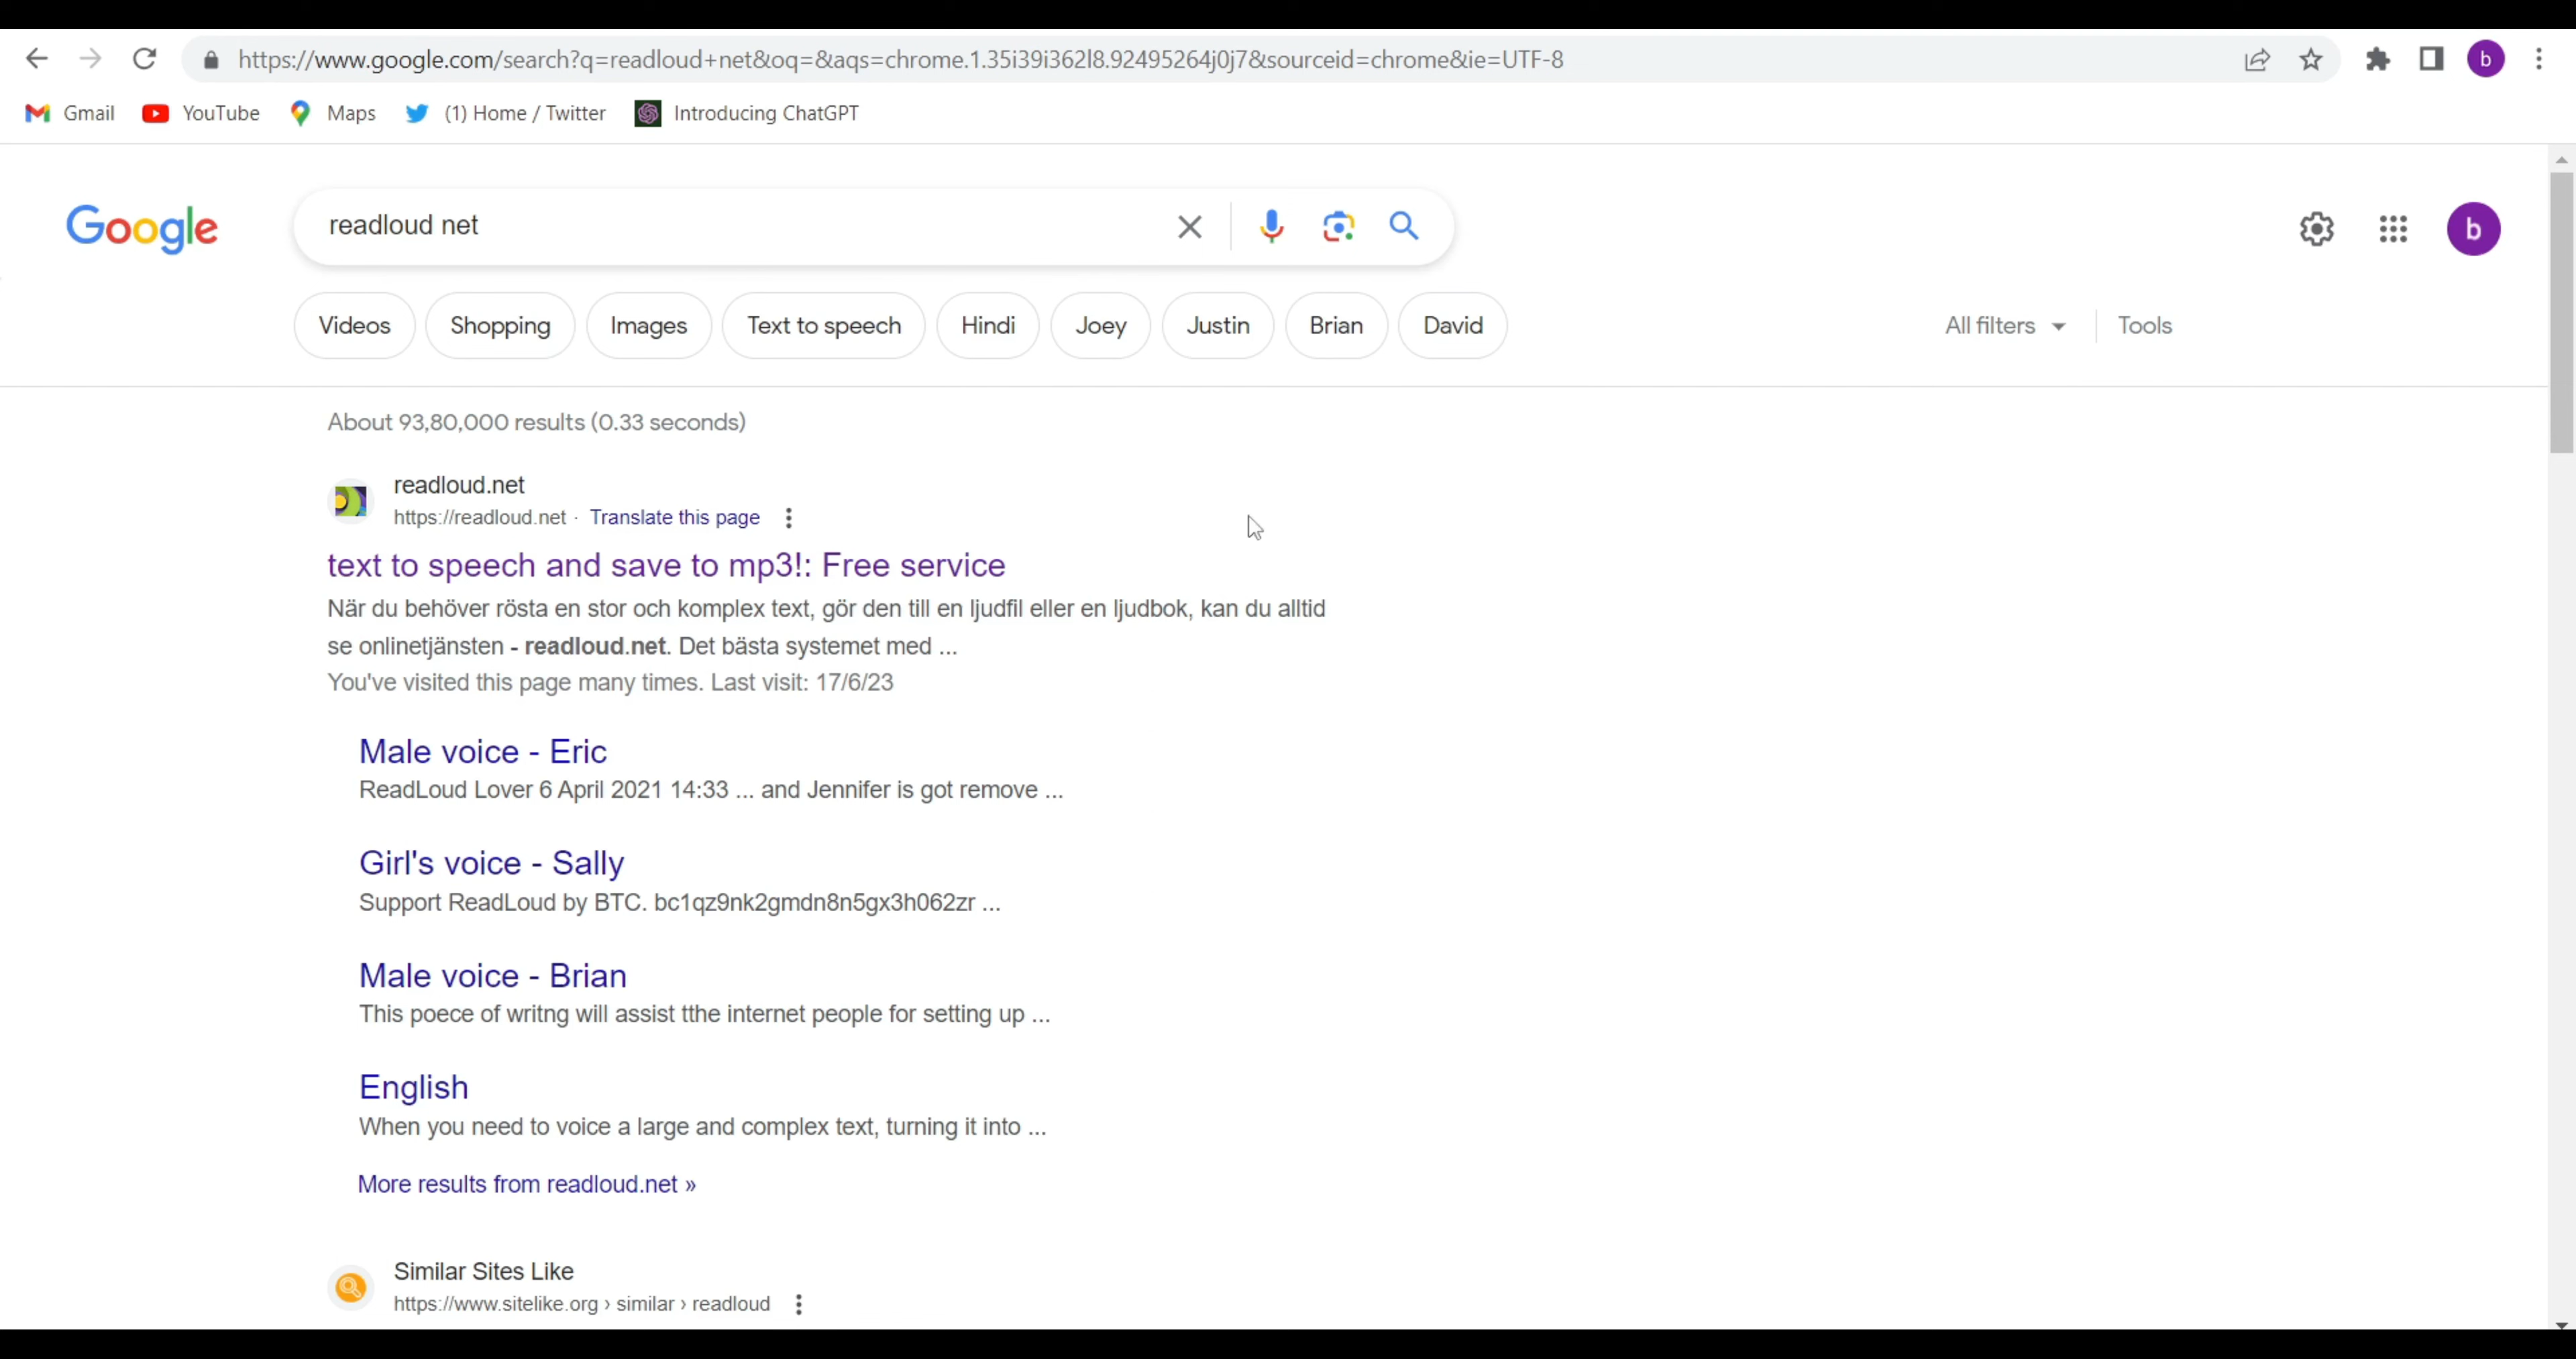 https://www.google.com/search?q=readloud+net&oq=&aqs=chrome.1.35i39i362l8.92495264j0j7&sourceid=chrome&ie=UTF-8
b
Gmail YouTube Maps (1) Home / Twitter Introducing ChatGPT
Google readloud net b
Videos Shopping Images Text to speech Hindi Joey Justin Brian David All filters Tools
About 93,80,000 results (0.33 seconds)
readloud.net
https://readloud.net · Translate this page
text to speech and save to mp3!: Free service
När du behöver rösta en stor och komplex text, gör den till en ljudfil eller en ljudbok, kan du alltid
se onlinetjänsten - readloud.net. Det bästa systemet med ...
You've visited this page many times. Last visit: 17/6/23
Male voice - Eric
ReadLoud Lover 6 April 2021 14:33 ... and Jennifer is got remove ...
Girl's voice - Sally
Support ReadLoud by BTC. bc1qz9nk2gmdn8n5gx3h062zr ...
Male voice - Brian
This poece of writng will assist tthe internet people for setting up ...
English
When you need to voice a large and complex text, turning it into ...
More results from readloud.net »
Similar Sites Like
https://www.sitelike.org › similar › readloud